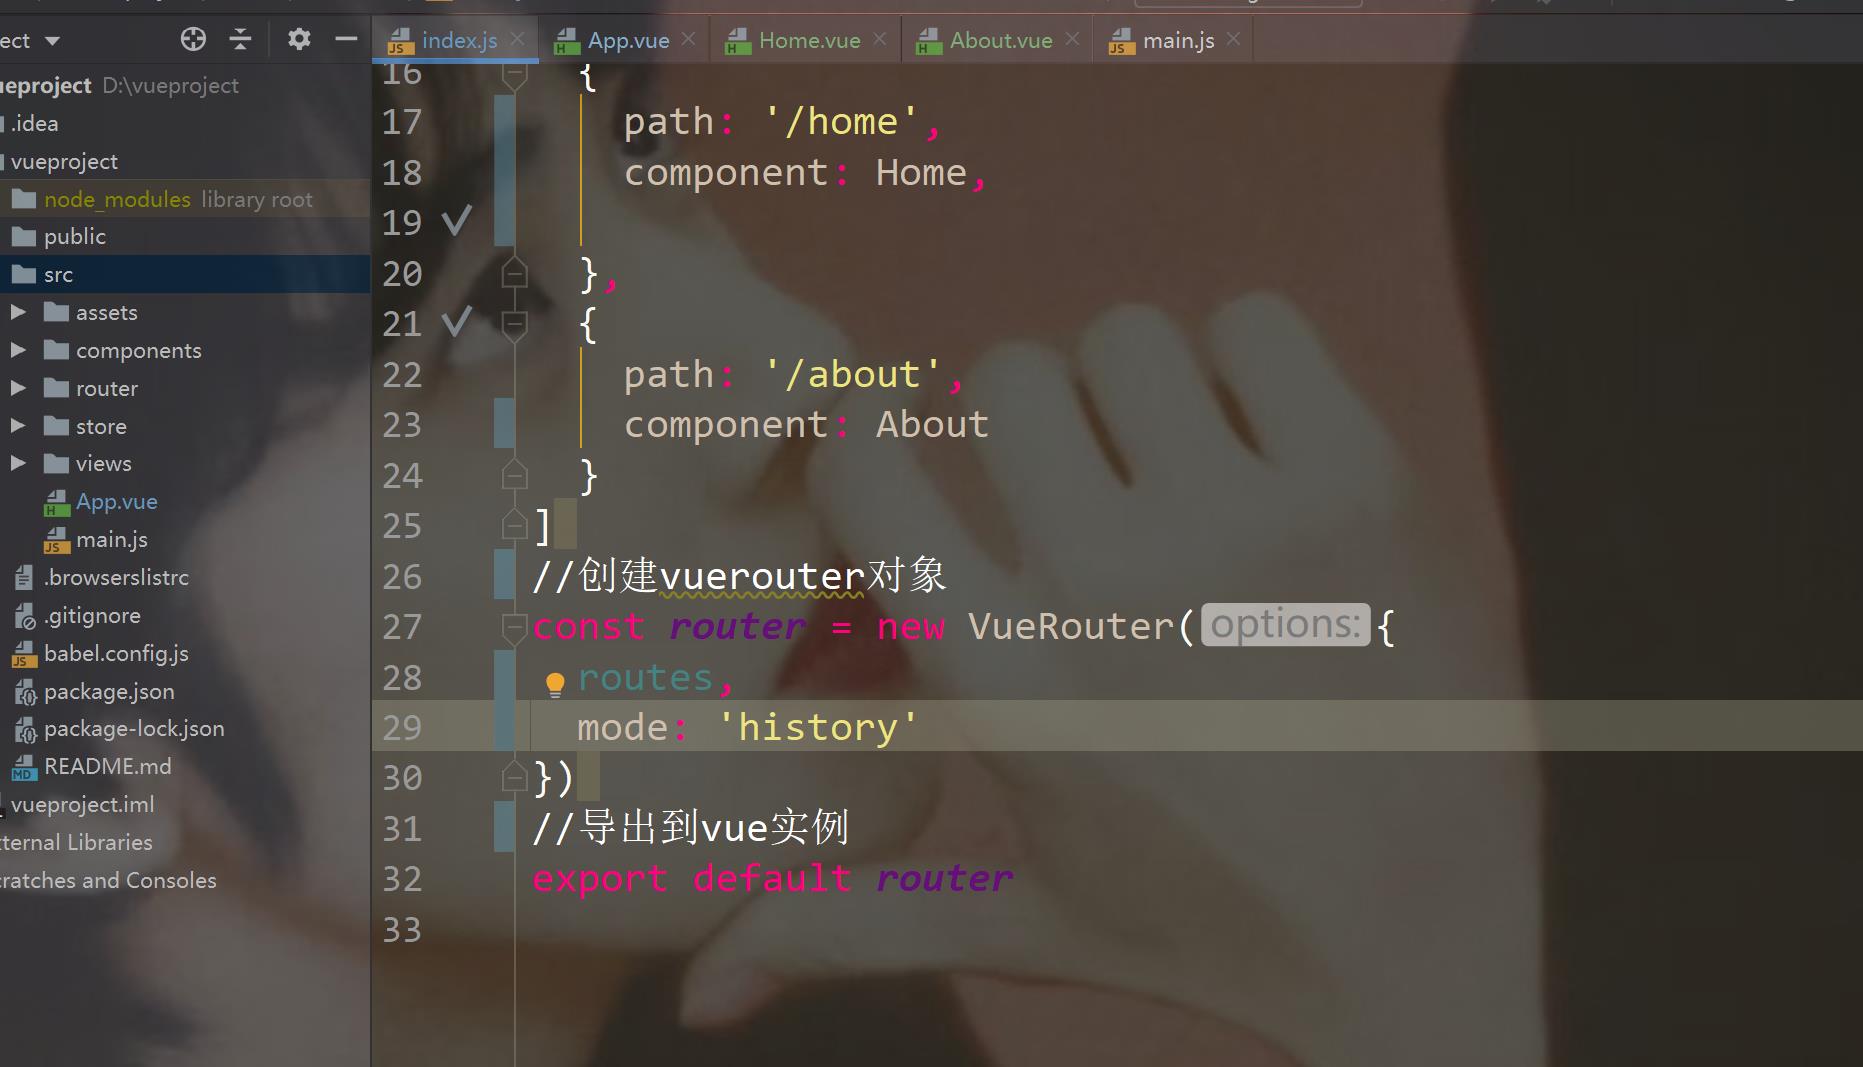 ect
index.js
App.vue
Home.vue
About.vue
main.js
ueproject D:\vueproject
.idea
vueproject
node_modules library root
public
src
assets
components
router
store
views
App.vue
main.js
.browserslistrc
.gitignore
babel.config.js
package.json
package-lock.json
README.md
vueproject.iml
ternal Libraries
ratches and Consoles
16 {
17 path: '/home',
18 component: Home,
19
20 },
21 {
22 path: '/about',
23 component: About
24 }
25 ]
26 //创建vuerouter对象
27 const router = new VueRouter( options: {
28 routes,
29 mode: 'history'
30 })
31 //导出到vue实例
32 export default router
33